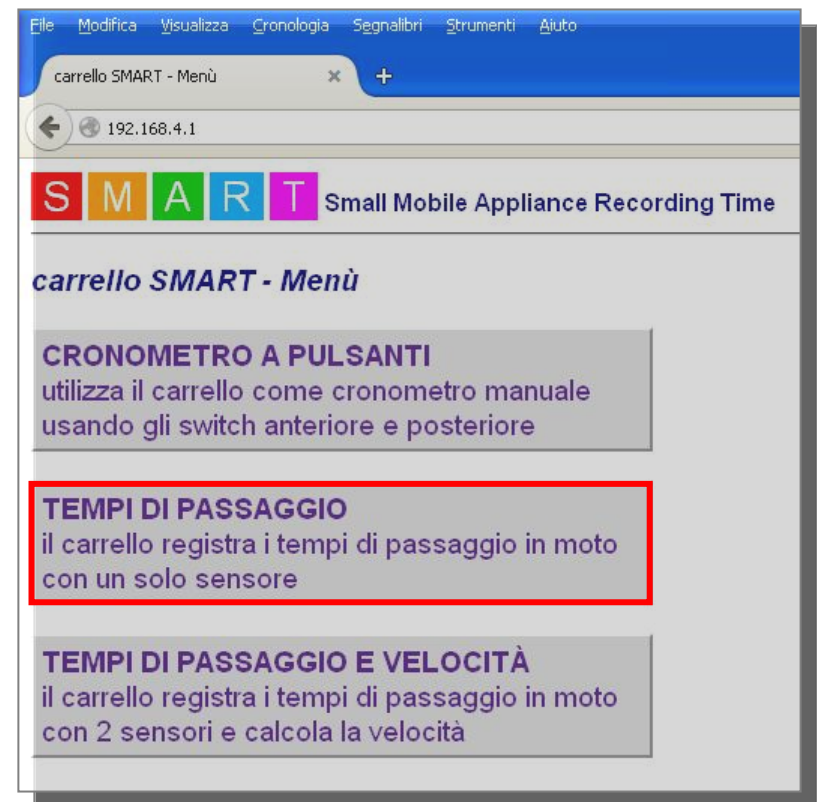 File Modifica Visualizza Cronologia Segnalibri Strumenti Aiuto
carrello SMART - Menù × +
192.168.4.1
S M A R T Small Mobile Appliance Recording Time
carrello SMART - Menù
CRONOMETRO A PULSANTI
utilizza il carrello come cronometro manuale
usando gli switch anteriore e posteriore
TEMPI DI PASSAGGIO
il carrello registra i tempi di passaggio in moto
con un solo sensore
TEMPI DI PASSAGGIO E VELOCITÀ
il carrello registra i tempi di passaggio in moto
con 2 sensori e calcola la velocità